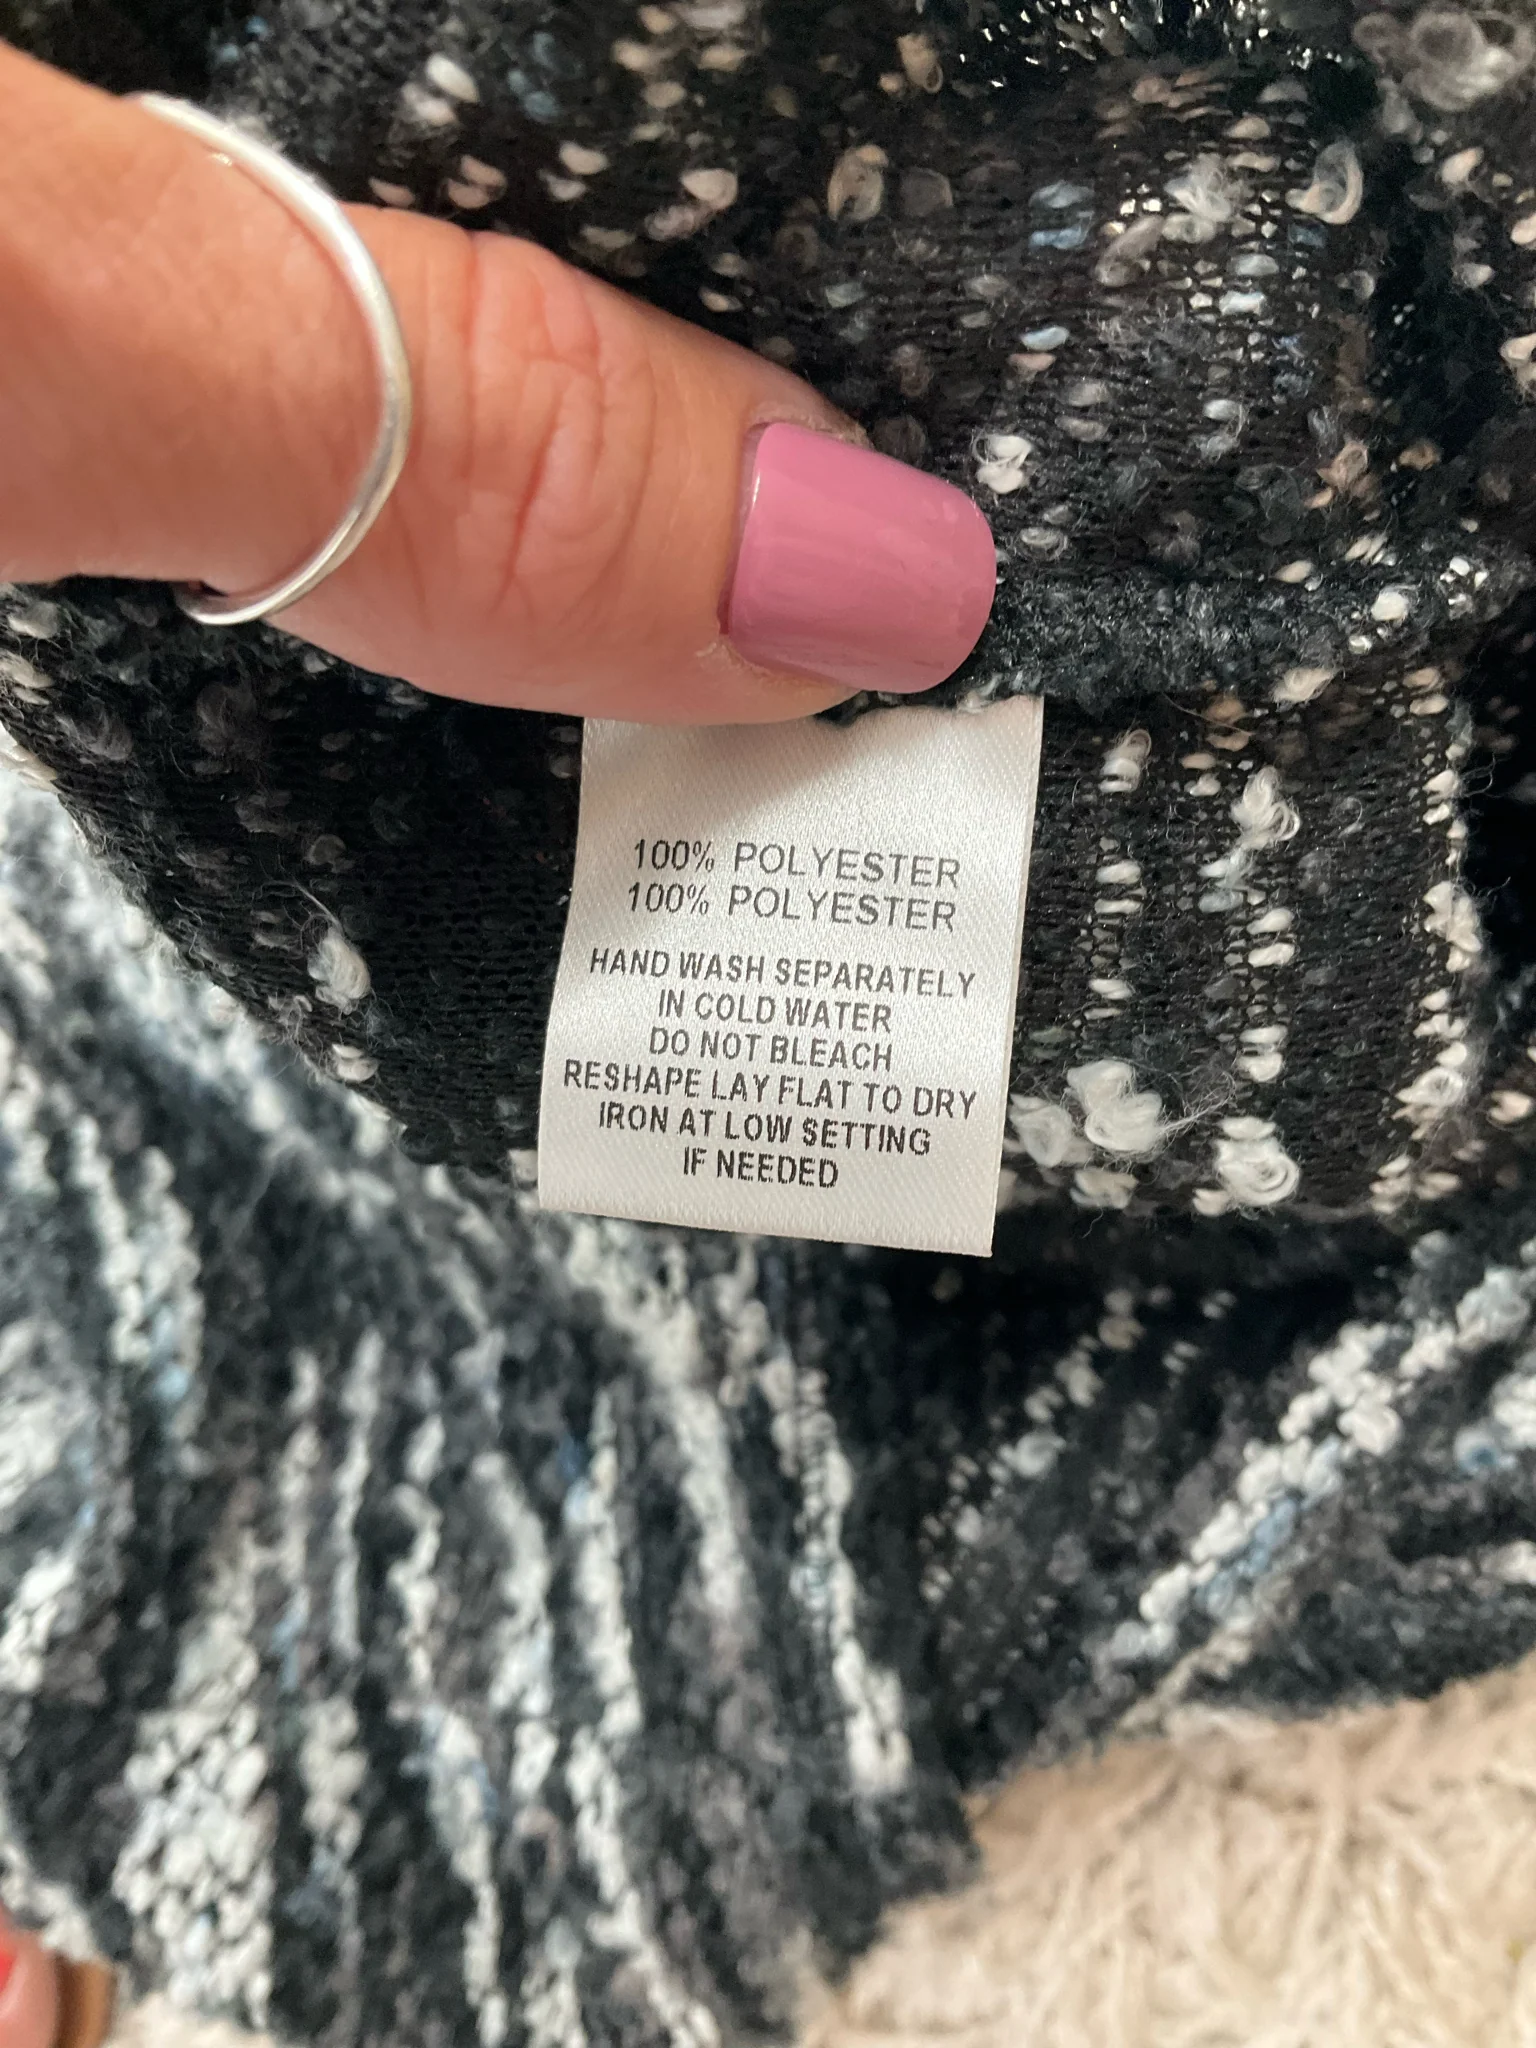 100% POLYESTER
100% POLYESTER
HAND WASH SEPARATELY
IN COLD WATER
DO NOT BLEACH
RESHAPE LAY FLAT TO DRY
IRON AT LOW SETTING
IF NEEDED